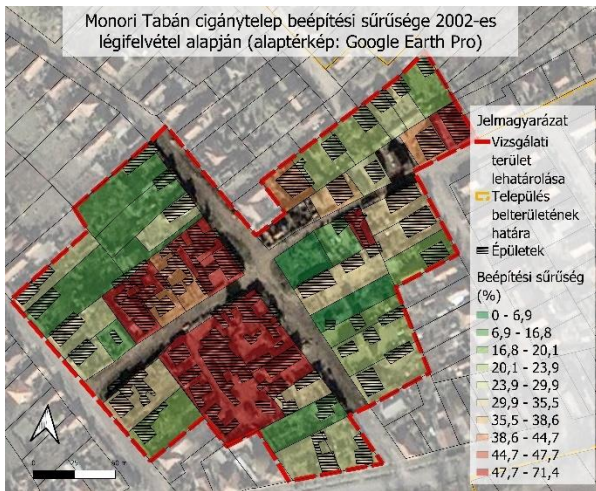 Monori Tabán cigánytelep beépítési sűrűsége 2002-es
légifelvétel alapján (alaptérkép: Google Earth Pro)
Jelmagyarázat
Vizsgálati
terület
lehatárolása
Település
belterületének
határa
Épületek
Beépítési sűrűség
(%)
0 - 6,9
6,9 - 16,8
16,8 - 20,1
20,1 - 23,9
23,9 - 29,9
29,9 - 35,5
35,5 - 38,6
38,6 - 44,7
44,7 - 47,7
47,7 - 71,4